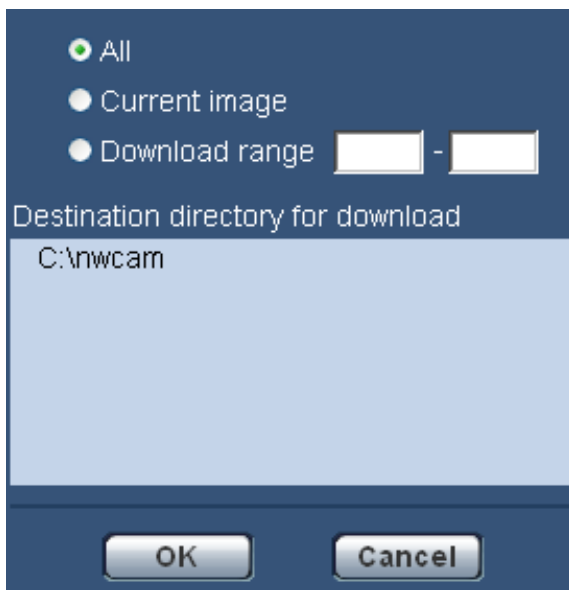 All
Current image
Download range -
Destination directory for download
C:\nwcam
OK Cancel